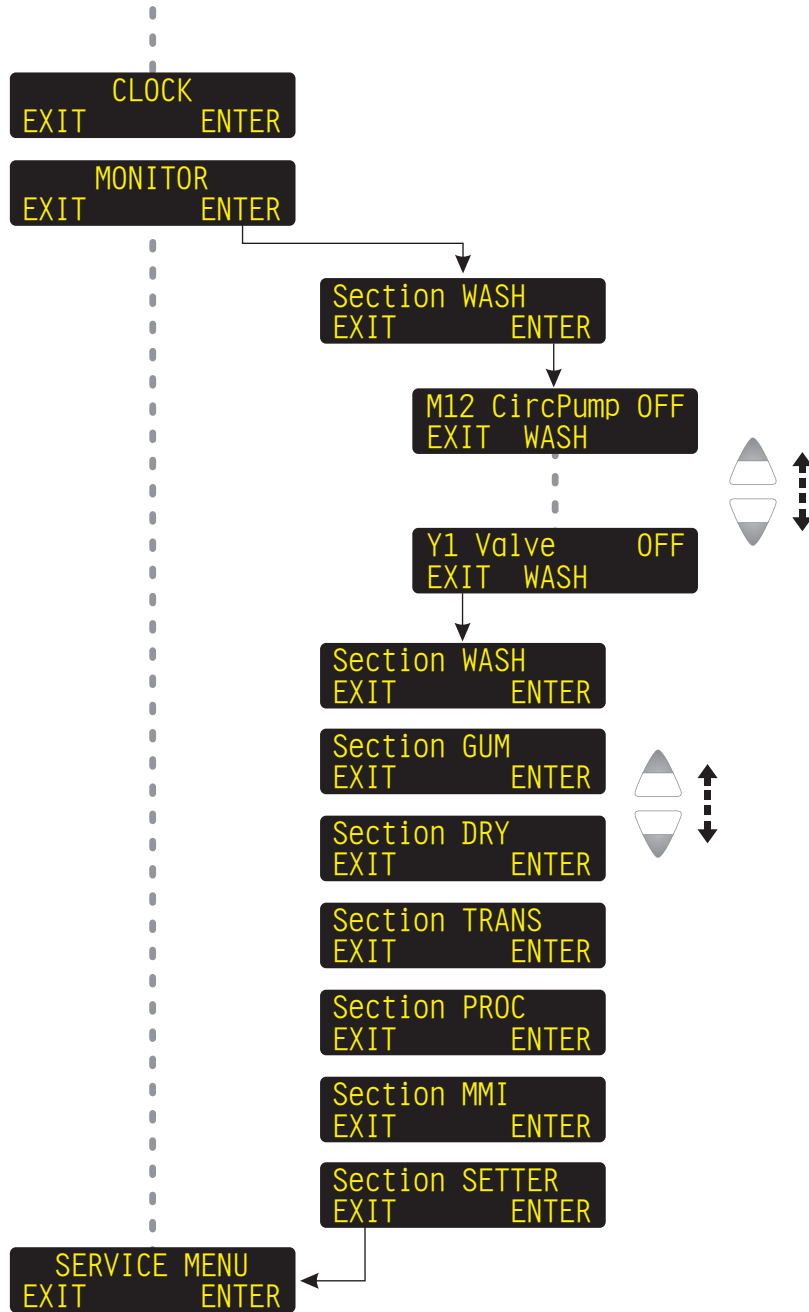 CLOCK
EXIT ENTER
MONITOR
EXIT ENTER
Section WASH
EXIT ENTER
M12 CircPump OFF
EXIT WASH
Y1 Valve OFF
EXIT WASH
Section WASH
EXIT ENTER
Section GUM
EXIT ENTER
Section DRY
EXIT ENTER
Section TRANS
EXIT ENTER
Section PROC
EXIT ENTER
Section MMI
EXIT ENTER
Section SETTER
EXIT ENTER
SERVICE MENU
EXIT ENTER